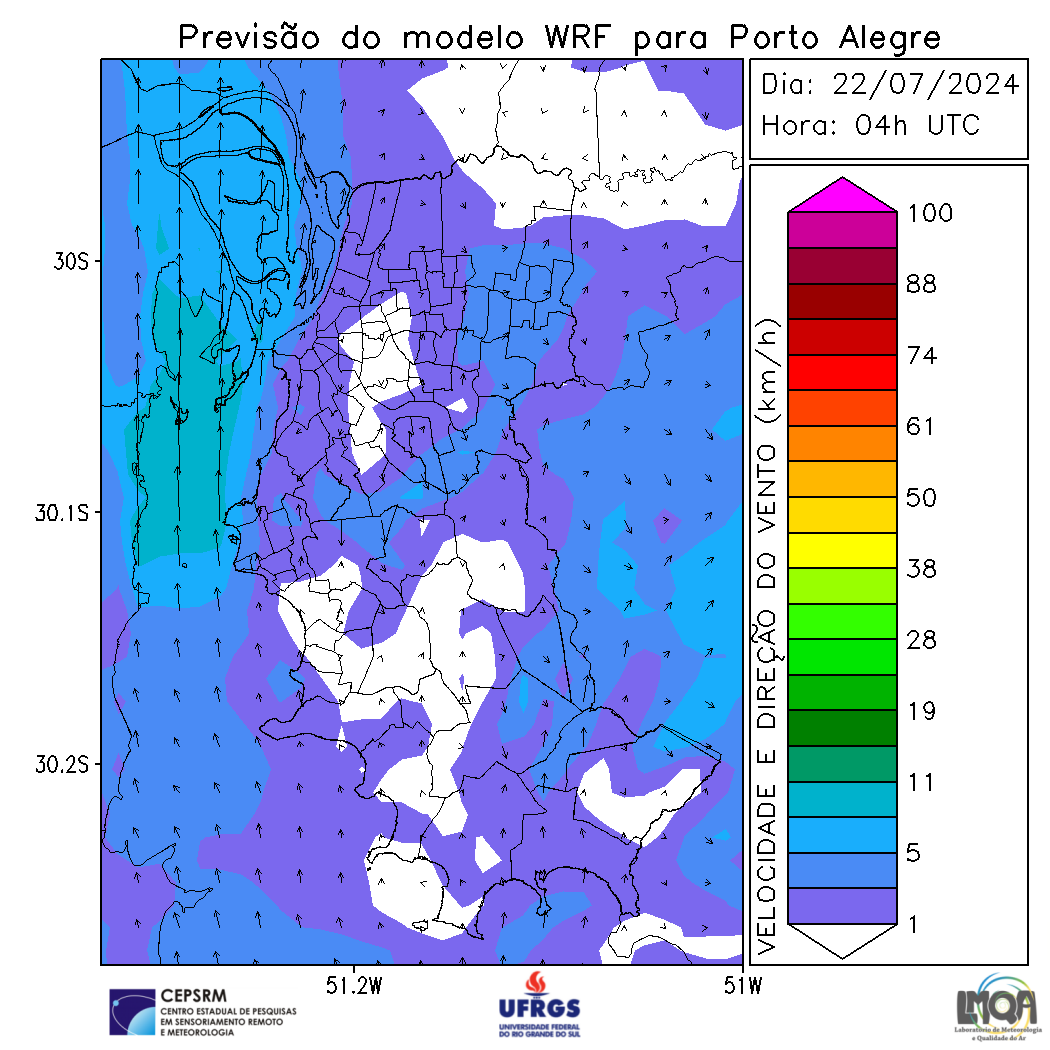 Previsão do modelo WRF para Porto Alegre
Dia: 22/07/2024
Hora: 04h UTC
30S
30.1S
30.2S
51.2W
51W
VELOCIDADE E DIREÇÃO DO VENTO (km/h)
100
88
74
61
50
38
28
19
11
5
1
CEPSRM
CENTRO ESTADUAL DE PESQUISAS
EM SENSORIAMENTO REMOTO
E METEOROLOGIA
UFRGS
UNIVERSIDADE FEDERAL
DO RIO GRANDE DO SUL
LMQA
Laboratório de Meteorologia
e Qualidade do Ar